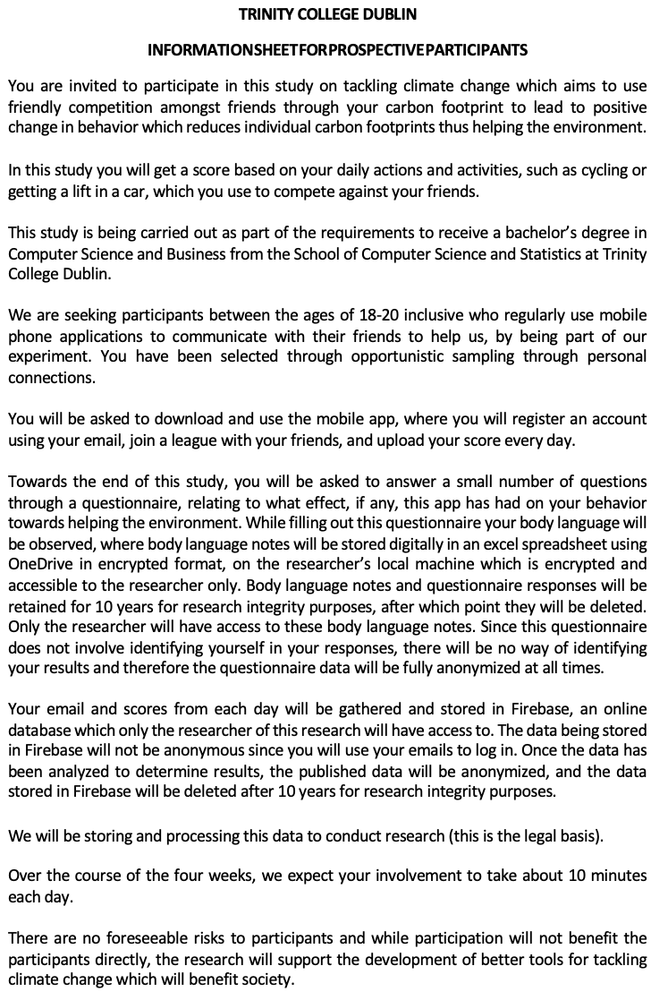 TRINITY COLLEGE DUBLIN
INFORMATION SHEET FOR PROSPECTIVE PARTICIPANTS
You are invited to participate in this study on tackling climate change which aims to use
friendly competition amongst friends through your carbon footprint to lead to positive
change in behavior which reduces individual carbon footprints thus helping the environment.
In this study you will get a score based on your daily actions and activities, such as cycling or
getting a lift in a car, which you use to compete against your friends.
This study is being carried out as part of the requirements to receive a bachelor’s degree in
Computer Science and Business from the School of Computer Science and Statistics at Trinity
College Dublin.
We are seeking participants between the ages of 18-20 inclusive who regularly use mobile
phone applications to communicate with their friends to help us, by being part of our
experiment. You have been selected through opportunistic sampling through personal
connections.
You will be asked to download and use the mobile app, where you will register an account
using your email, join a league with your friends, and upload your score every day.
Towards the end of this study, you will be asked to answer a small number of questions
through a questionnaire, relating to what effect, if any, this app has had on your behavior
towards helping the environment. While filling out this questionnaire your body language will
be observed, where body language notes will be stored digitally in an excel spreadsheet using
OneDrive in encrypted format, on the researcher’s local machine which is encrypted and
accessible to the researcher only. Body language notes and questionnaire responses will be
retained for 10 years for research integrity purposes, after which point they will be deleted.
Only the researcher will have access to these body language notes. Since this questionnaire
does not involve identifying yourself in your responses, there will be no way of identifying
your results and therefore the questionnaire data will be fully anonymized at all times.
Your email and scores from each day will be gathered and stored in Firebase, an online
database which only the researcher of this research will have access to. The data being stored
in Firebase will not be anonymous since you will use your emails to log in. Once the data has
been analyzed to determine results, the published data will be anonymized, and the data
stored in Firebase will be deleted after 10 years for research integrity purposes.
We will be storing and processing this data to conduct research (this is the legal basis).
Over the course of the four weeks, we expect your involvement to take about 10 minutes
each day.
There are no foreseeable risks to participants and while participation will not benefit the
participants directly, the research will support the development of better tools for tackling
climate change which will benefit society.